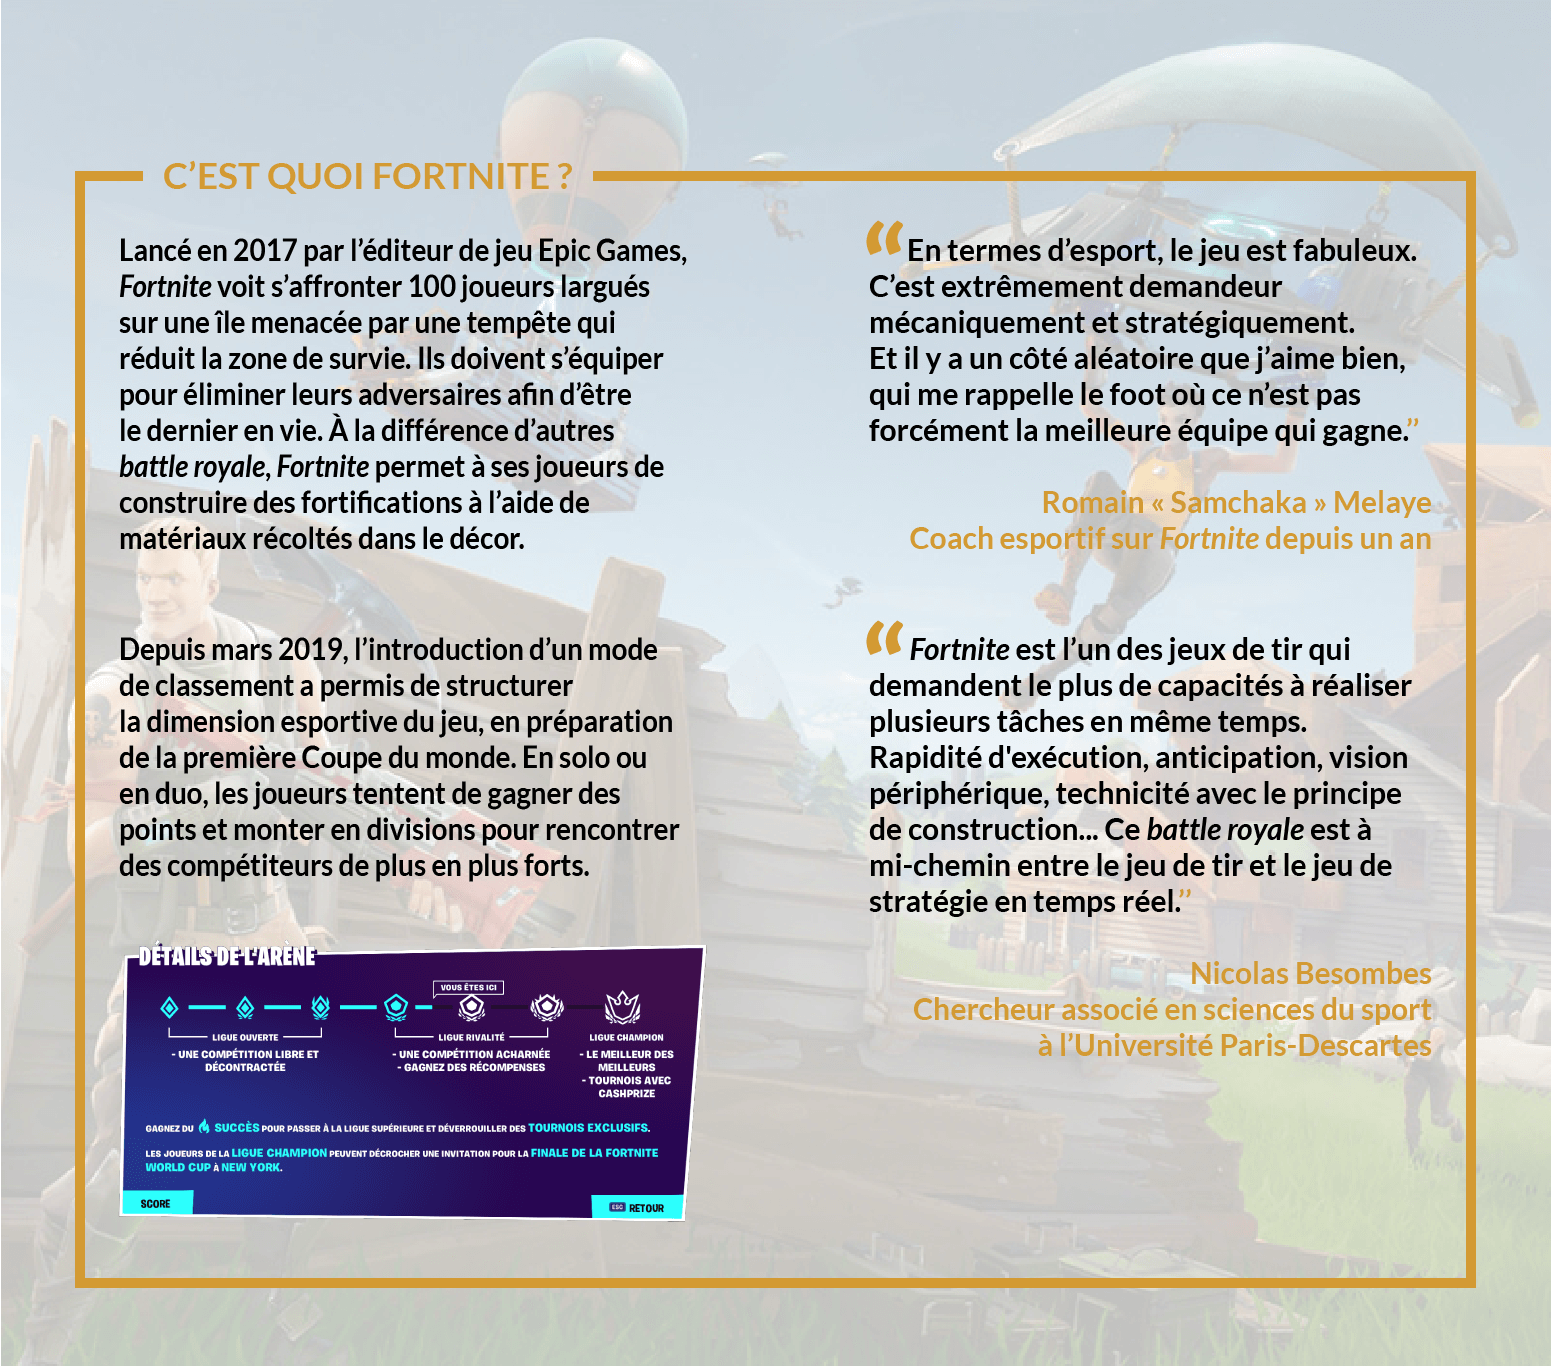 C’EST QUOI FORTNITE ?
Lancé en 2017 par l’éditeur de jeu Epic Games,
Fortnite voit s’affronter 100 joueurs largués
sur une île menacée par une tempête qui
réduit la zone de survie. Ils doivent s’équiper
pour éliminer leurs adversaires afin d’être
le dernier en vie. À la différence d’autres
battle royale, Fortnite permet à ses joueurs de
construire des fortifications à l’aide de
matériaux récoltés dans le décor.
Depuis mars 2019, l’introduction d’un mode
de classement a permis de structurer
la dimension esportive du jeu, en préparation
de la première Coupe du monde. En solo ou
en duo, les joueurs tentent de gagner des
points et monter en divisions pour rencontrer
des compétiteurs de plus en plus forts.
DÉTAILS DE L'ARÈNE
VOUS ÊTES ICI
LIGUE OUVERTE
- UNE COMPÉTITION LIBRE ET
DÉCONTRACTÉE
LIGUE RIVALITÉ
- UNE COMPÉTITION ACHARNÉE
- GAGNEZ DES RÉCOMPENSES
LIGUE CHAMPION
- LE MEILLEUR DES
MEILLEURS
- TOURNOIS AVEC
CASHPRIZE
GAGNEZ DU SUCCÈS POUR PASSER À LA LIGUE SUPÉRIEURE ET DÉVERROUILLER DES TOURNOIS EXCLUSIFS.
LES JOUEURS DE LA LIGUE CHAMPION PEUVENT DÉCROCHER UNE INVITATION POUR LA FINALE DE LA FORTNITE
WORLD CUP À NEW YORK.
SCORE
ESC RETOUR
“En termes d’esport, le jeu est fabuleux.
C’est extrêmement demandeur
mécaniquement et stratégiquement.
Et il y a un côté aléatoire que j’aime bien,
qui me rappelle le foot où ce n’est pas
forcément la meilleure équipe qui gagne.”
Romain « Samchaka » Melaye
Coach esportif sur Fortnite depuis un an
“Fortnite est l’un des jeux de tir qui
demandent le plus de capacités à réaliser
plusieurs tâches en même temps.
Rapidité d'exécution, anticipation, vision
périphérique, technicité avec le principe
de construction... Ce battle royale est à
mi-chemin entre le jeu de tir et le jeu de
stratégie en temps réel.”
Nicolas Besombes
Chercheur associé en sciences du sport
à l’Université Paris-Descartes